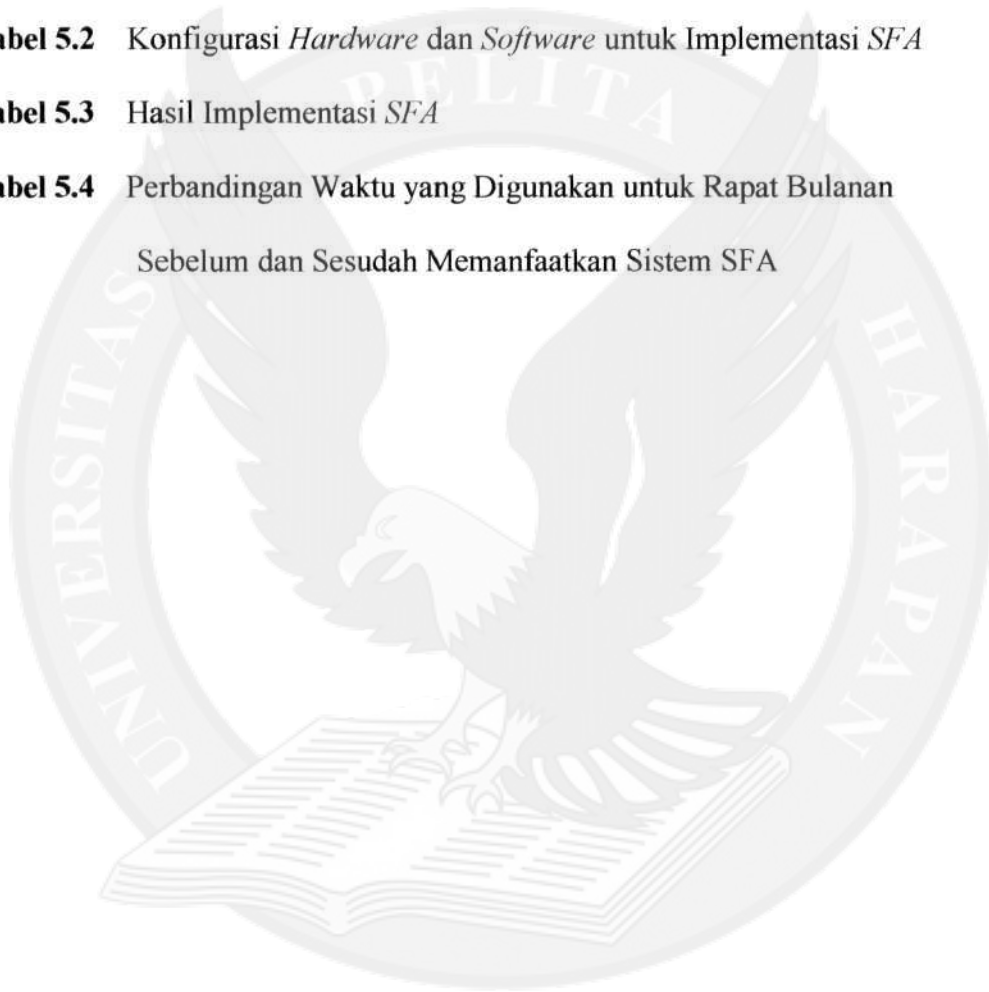 abel 5.2 Konfigurasi Hardware dan Software untuk Implementasi SFA
abel 5.3 Hasil Implementasi SFA
abel 5.4 Perbandingan Waktu yang Digunakan untuk Rapat Bulanan
Sebelum dan Sesudah Memanfaatkan Sistem SFA
UNIVERSITAS PELITA HARAPAN